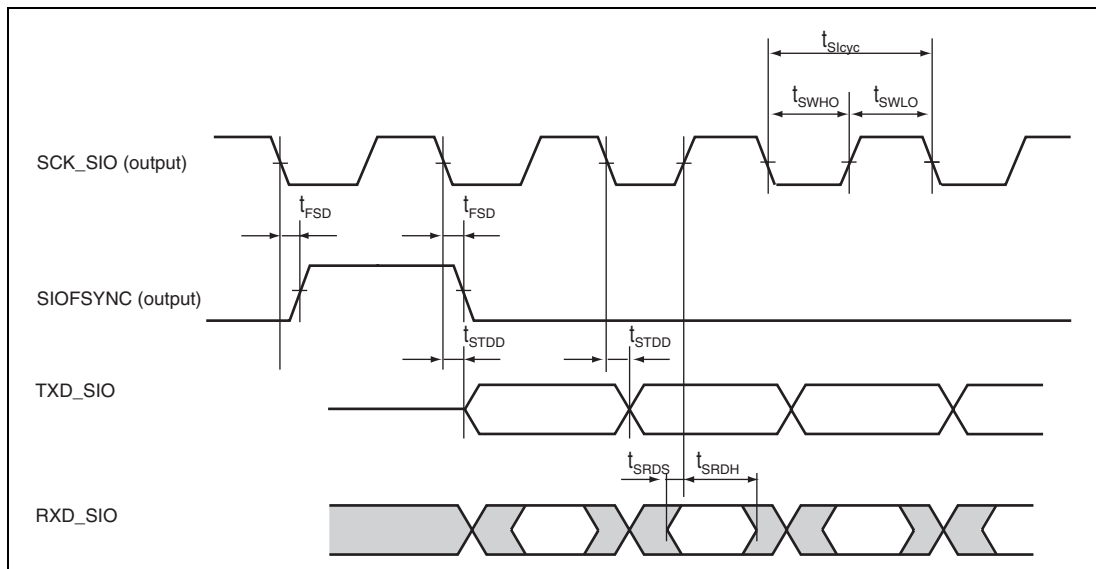 tSIcyc
tSWHO tSWLO
SCK_SIO (output)
tFSD tFSD
SIOFSYNC (output)
tSTDD tSTDD
TXD_SIO
tSRDS tSRDH
RXD_SIO